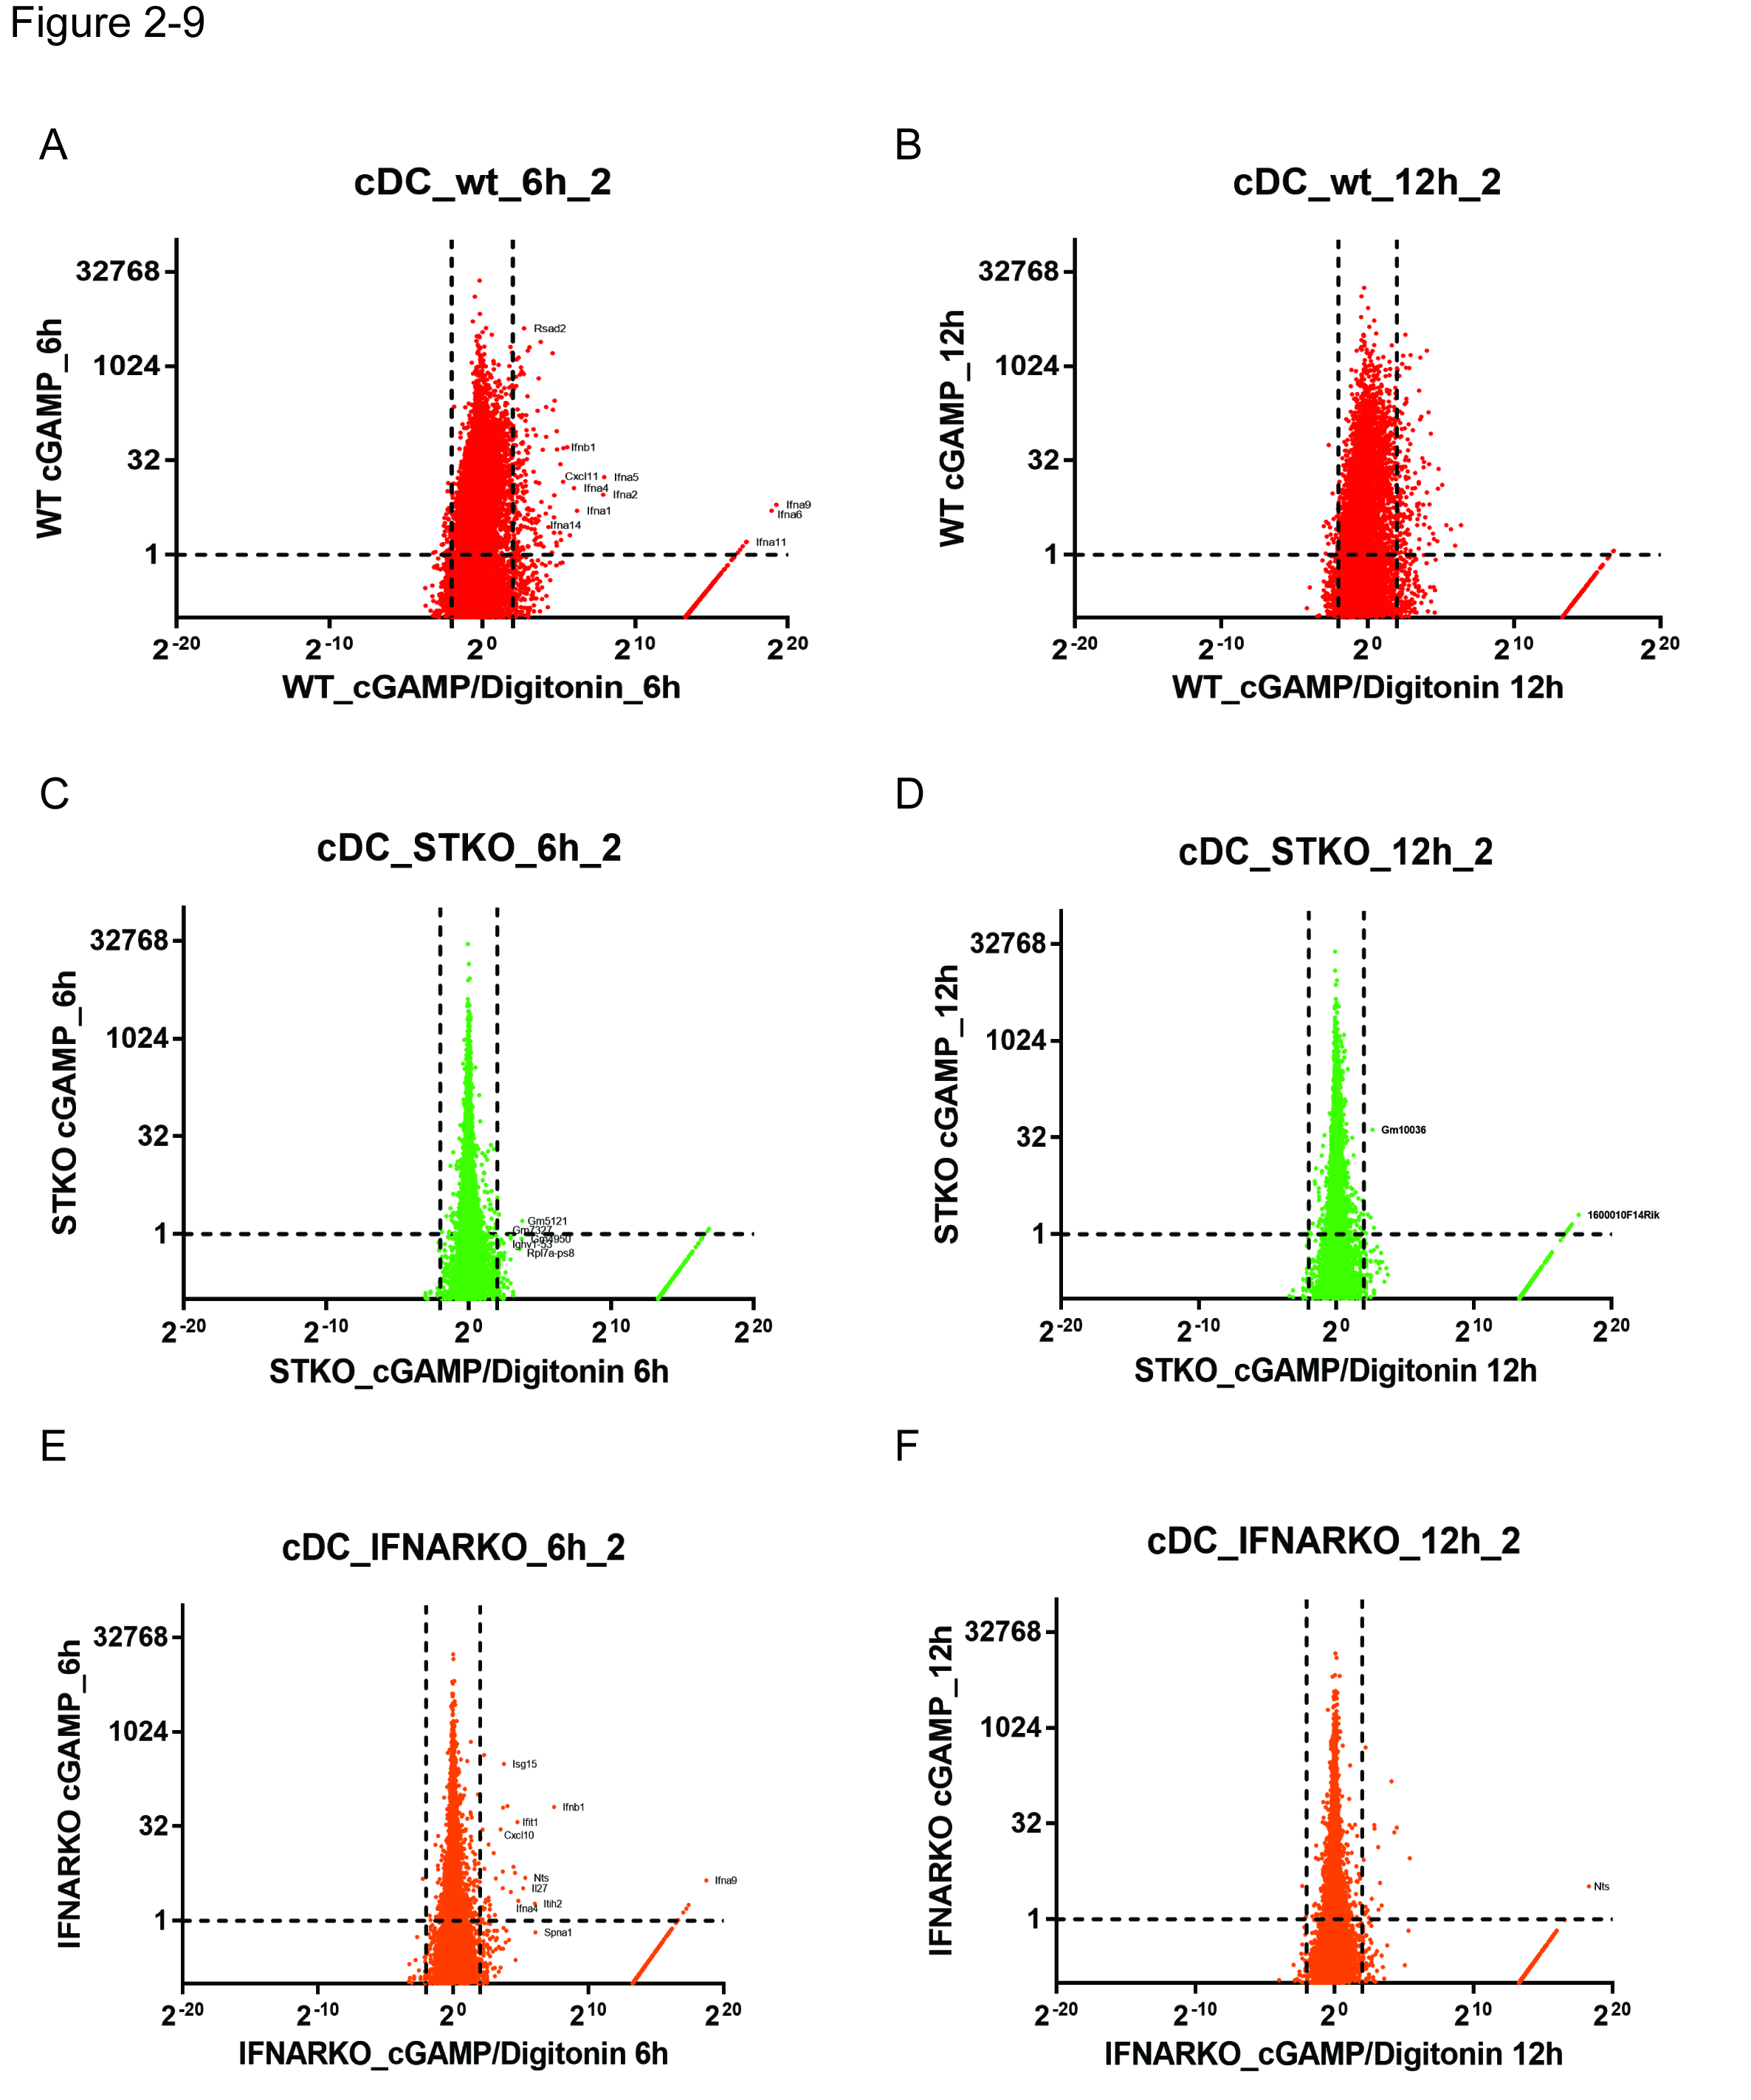 Figure 2-9
A
cDC_wt_6h_2
32768
1024
32
1
WT cGAMP_6h
Rsad2
Ifnb1
Cxcl11
Ifna5
Ifna4
Ifna2
Ifna1
Ifna14
Ifna9
Ifna6
Ifna11
2-20
2-10
20
210
220
WT_cGAMP/Digitonin_6h
B
cDC_wt_12h_2
32768
1024
32
1
WT cGAMP_12h
2-20
2-10
20
210
220
WT_cGAMP/Digitonin 12h
C
cDC_STKO_6h_2
32768
1024
32
1
STKO cGAMP_6h
Gm5121
Gm7327
Gm4950
Ighv1-53
Rpl7a-ps8
2-20
2-10
20
210
220
STKO_cGAMP/Digitonin 6h
D
cDC_STKO_12h_2
32768
1024
32
1
STKO cGAMP_12h
Gm10036
1600010F14Rik
2-20
2-10
20
210
220
STKO_cGAMP/Digitonin 12h
E
cDC_IFNARKO_6h_2
32768
1024
32
1
IFNARKO cGAMP_6h
Isg15
Ifnb1
Ifit1
Cxcl10
Nts
Il27
Itih2
Ifna4
Ifna9
Spna1
2-20
2-10
20
210
220
IFNARKO_cGAMP/Digitonin 6h
F
cDC_IFNARKO_12h_2
32768
1024
32
1
IFNARKO cGAMP_12h
Nts
2-20
2-10
20
210
220
IFNARKO_cGAMP/Digitonin 12h